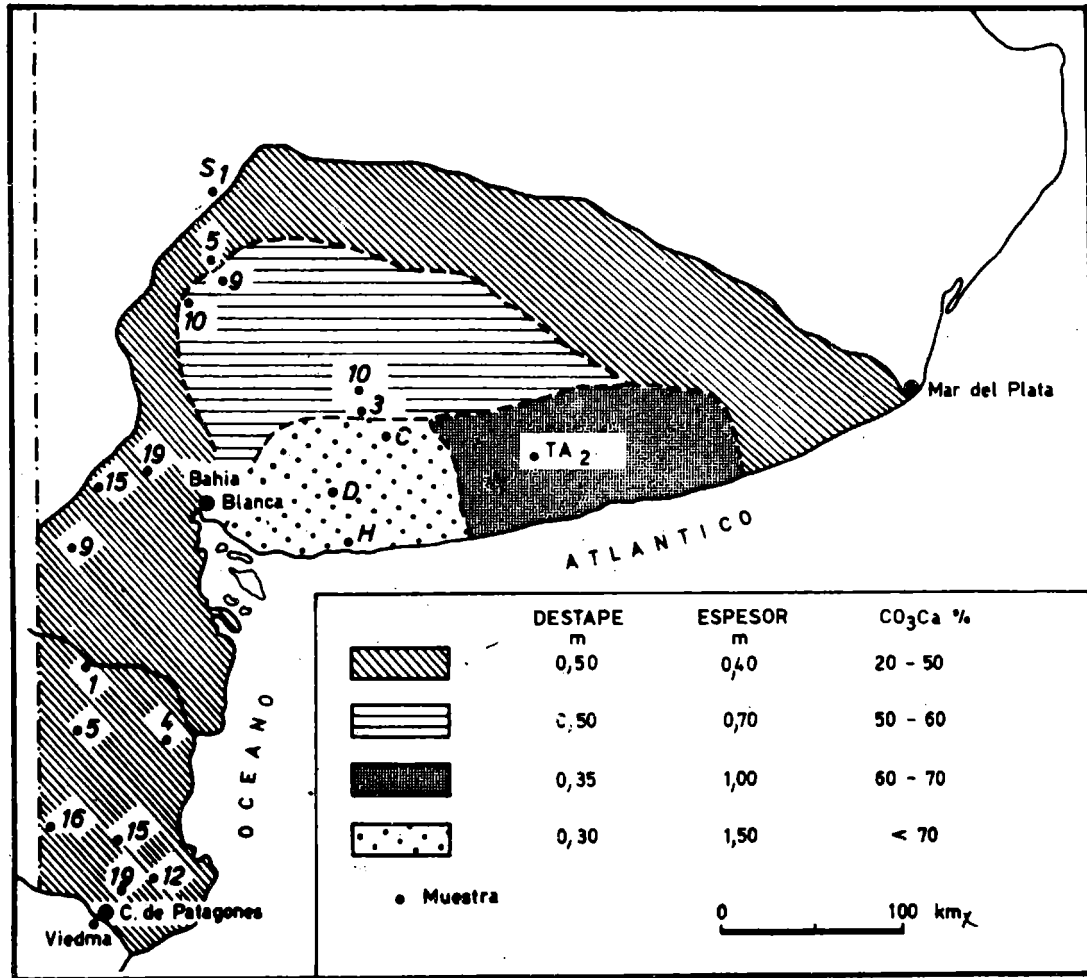 S1
5
9
10
10
3
C
TA 2
Mar del Plata
19
15
Bahia
Blanca
D
9
H
ATLANTICO
OCEANO
1
5
4
16
15
19
12
C. de Patagones
Viedma
DESTAPE ESPESOR CO3Ca %
m m
0,50 0,40 20 - 50
0,50 0,70 50 - 60
0,35 1,00 60 - 70
0,30 1,50 < 70
Muestra
0 100 km